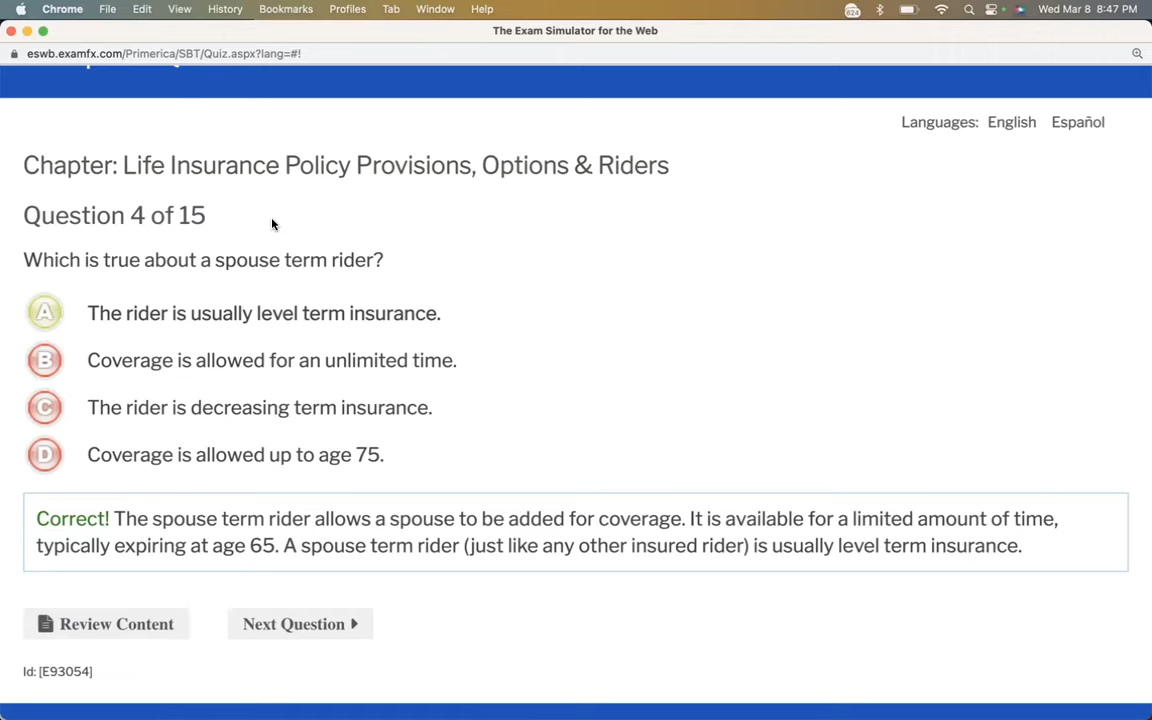 Chrome File Edit View History Bookmarks Profiles Tab Window Help 624 Wed Mar 8 8:47 PM
The Exam Simulator for the Web
eswb.examfx.com/Primerica/SBT/Quiz.aspx?lang=#!
Languages: English Español
Chapter: Life Insurance Policy Provisions, Options & Riders
Question 4 of 15
Which is true about a spouse term rider?
A The rider is usually level term insurance.
B Coverage is allowed for an unlimited time.
C The rider is decreasing term insurance.
D Coverage is allowed up to age 75.
Correct! The spouse term rider allows a spouse to be added for coverage. It is available for a limited amount of time,
typically expiring at age 65. A spouse term rider (just like any other insured rider) is usually level term insurance.
Review Content Next Question
Id: [E93054]